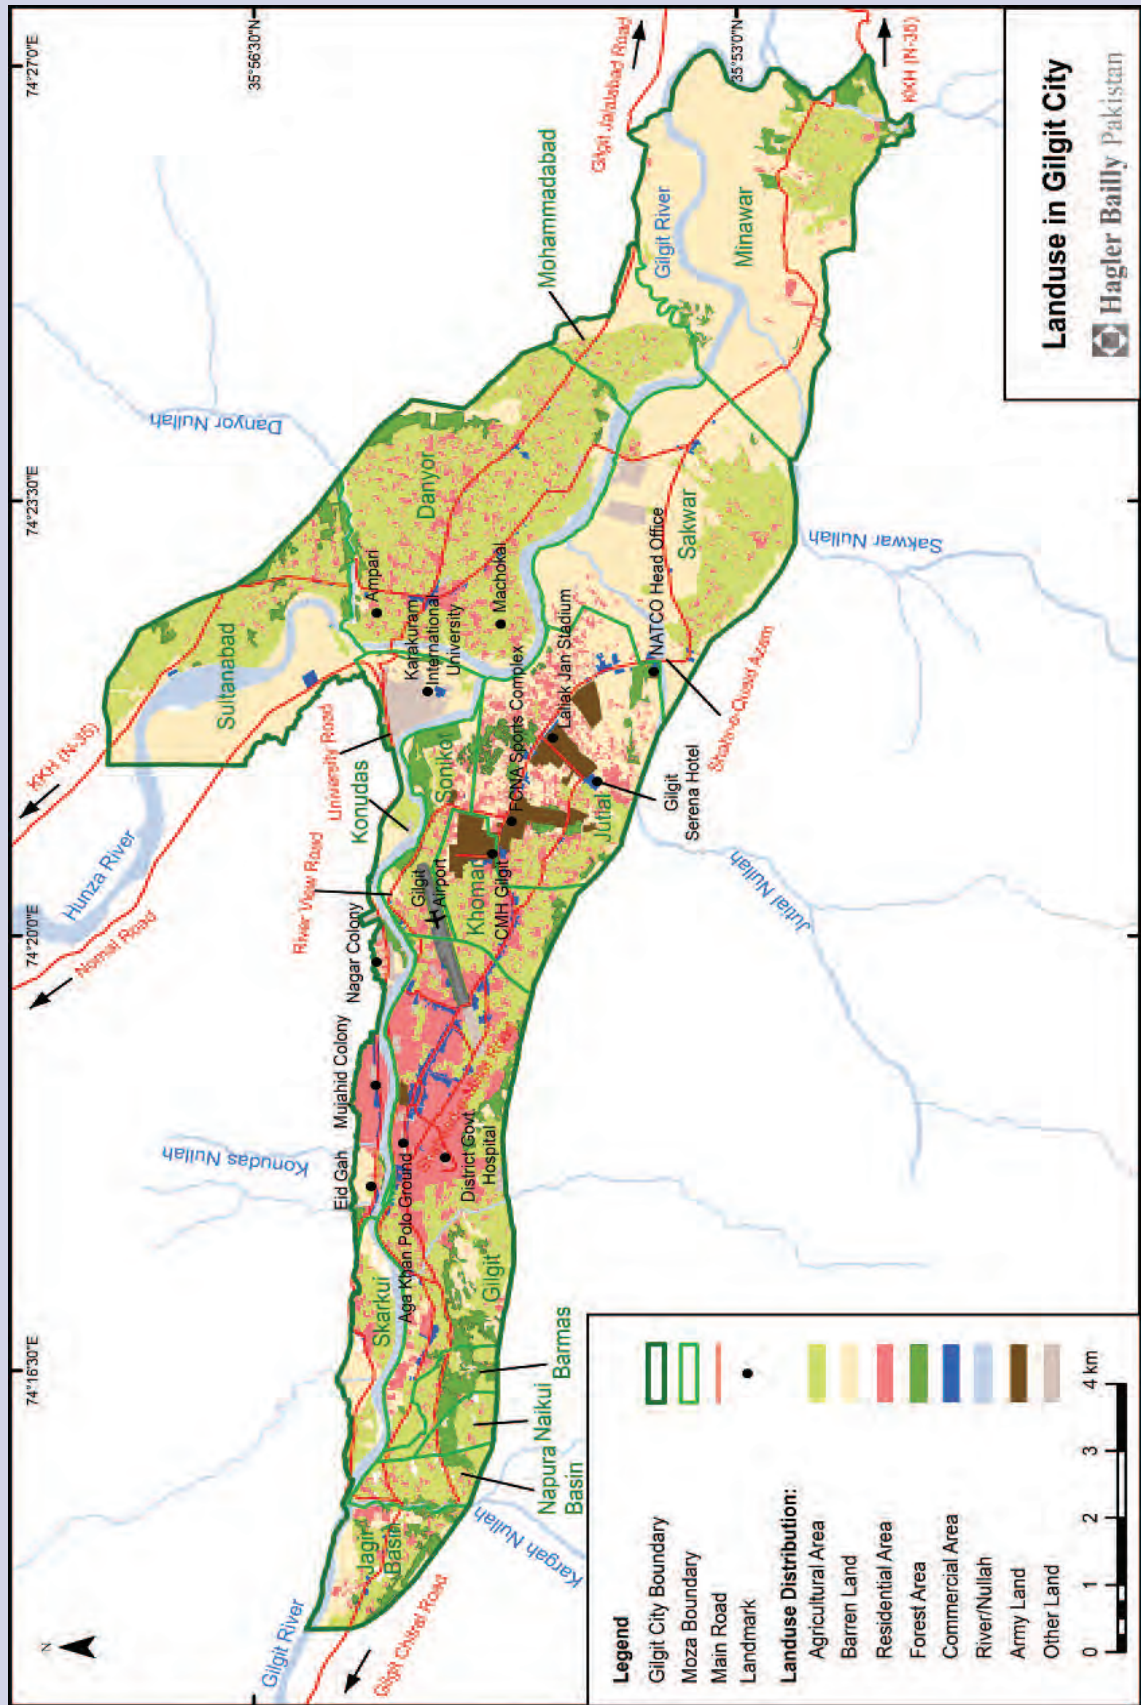 74°16'30"E
74°20'0"E
74°23'30"E
74°27'0"E
35°56'30"N
35°53'0"N
N
Gilgit River
Gilgit Chitral Road
Kargah Nullah
Jagir
Basin
Napura Naikui
Basin
Barmas
Skarkui
Gilgit
Aga Khan Polo Ground
District Govt
Hospital
Eid Gah
Konudas Nullah
Mujahid Colony
Nagar Colony
River View Road
Konudas
University Road
Normal Road
Hunza River
KKH (N-35)
Sultanabad
Gilgit
Airport
Khomar
CMH Gilgit
Sonikot
FCNA Sports Complex
Jutial
Lalak Jan Stadium
Gilgit
Serena Hotel
NATCO Head Office
Shahr-e-Quaid Azam
Jutial Nullah
Karakuram
International
University
Ampari
Machokal
Danyor
Danyor Nullah
Sakwar
Sakwar Nullah
Mohammadabad
Gilgit Jalalabad Road
Gilgit River
Minawar
KKH (N-35)
Legend
Gilgit City Boundary
Moza Boundary
Main Road
Landmark
Landuse Distribution:
Agricultural Area
Barren Land
Residential Area
Forest Area
Commercial Area
River/Nullah
Army Land
Other Land
0 1 2 3 4 km
Landuse in Gilgit City
Hagler Bailly Pakistan